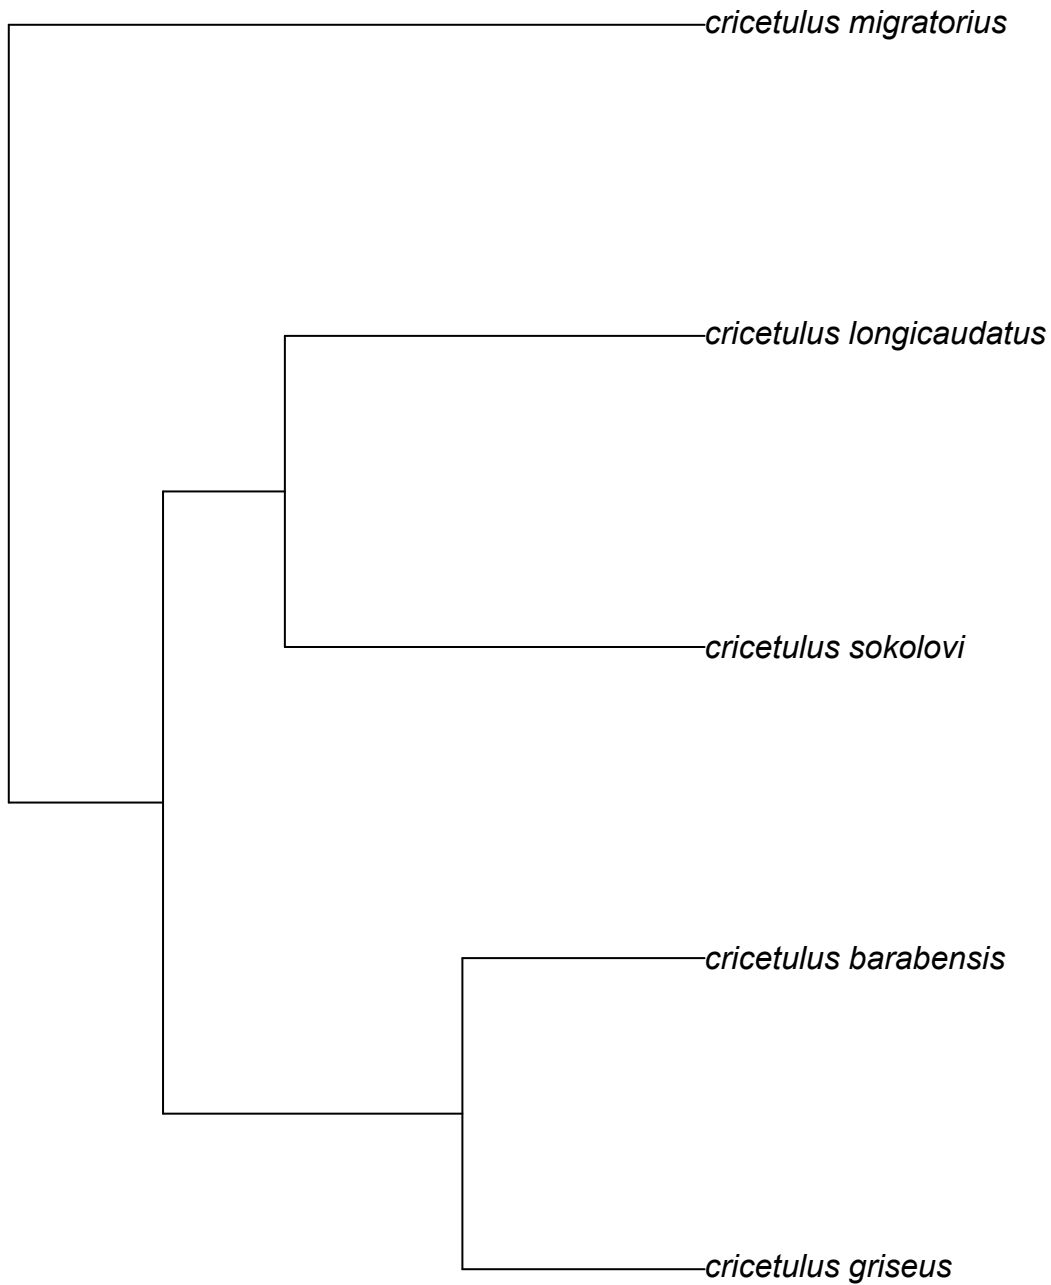 cricetulus migratorius
cricetulus longicaudatus
cricetulus sokolovi
cricetulus barabensis
cricetulus griseus